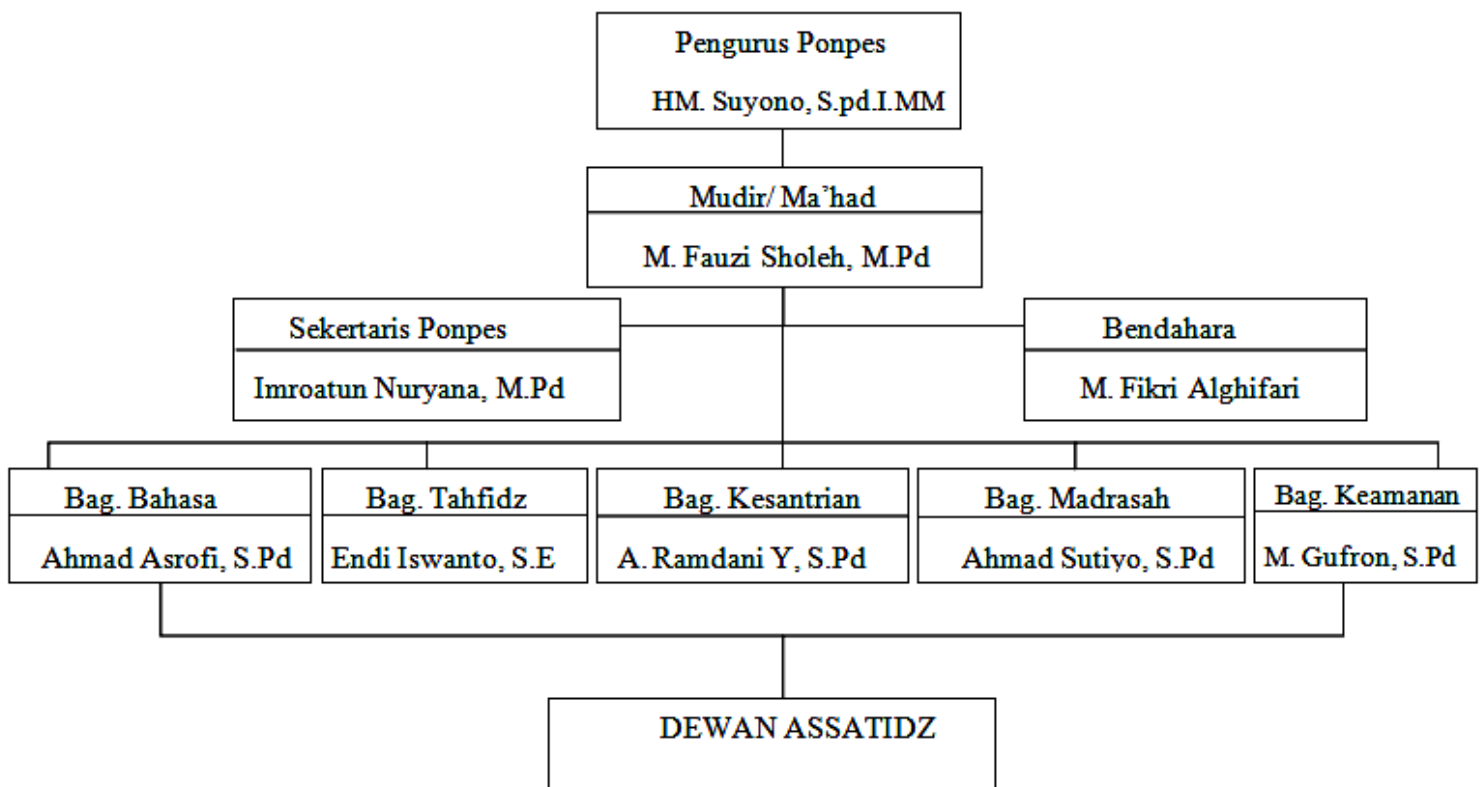 Pengurus Ponpes
HM. Suyono, S.pd.I.MM
Mudir/ Ma’had
M. Fauzi Sholeh, M.Pd
Sekertaris Ponpes
Imroatun Nuryana, M.Pd
Bendahara
M. Fikri Alghifari
Bag. Bahasa
Ahmad Asrofi, S.Pd
Bag. Tahfidz
Endi Iswanto, S.E
Bag. Kesantrian
A. Ramdani Y, S.Pd
Bag. Madrasah
Ahmad Sutiyo, S.Pd
Bag. Keamanan
M. Gufron, S.Pd
DEWAN ASSATIDZ